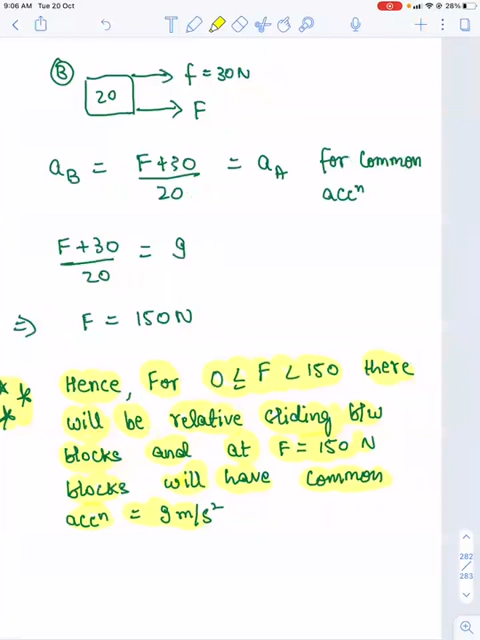 9:06 AM Tue 20 Oct
28%
B
20
f = 30N
F
aB = F+30 / 20 = aA for common
accⁿ
F+30 / 20 = 9
⇒ F = 150N
** Hence, For 0 ≤ F < 150 there
* will be relative sliding b/w
blocks and at F = 150 N
blocks will have common
accⁿ = 9 m/s²
282
/
283